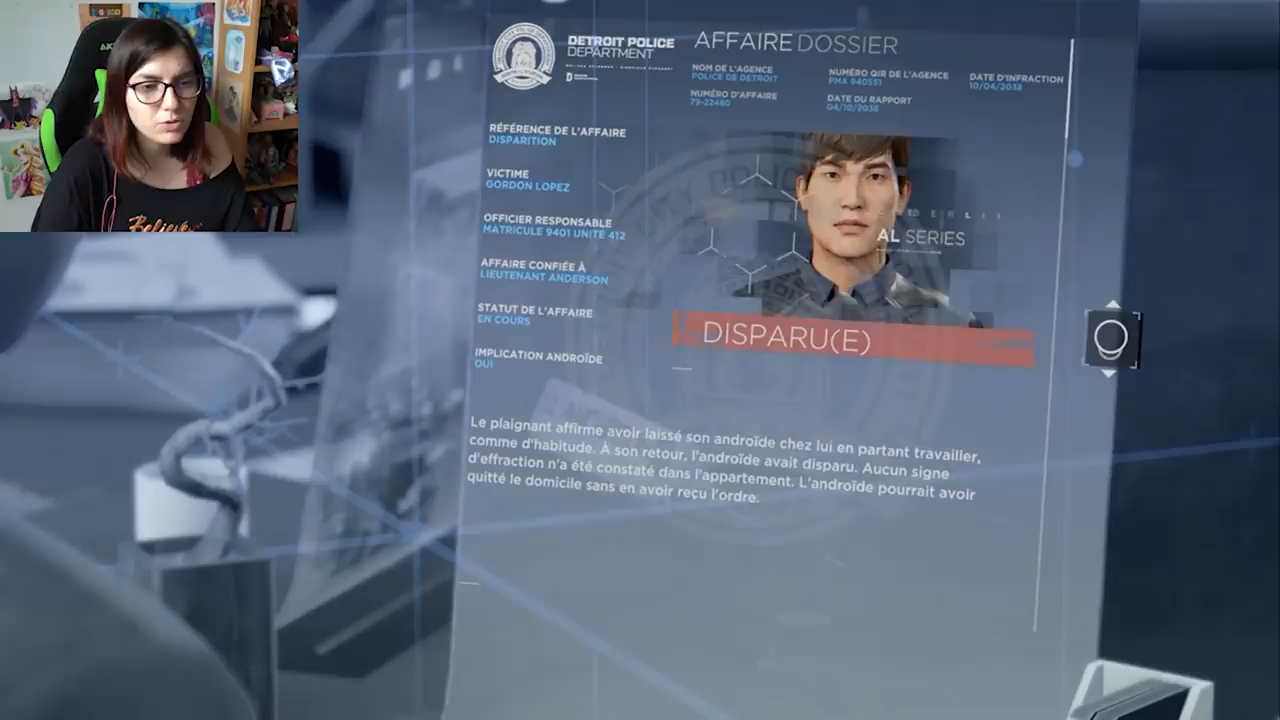 DETROIT POLICE
DEPARTMENT
AFFAIRE DOSSIER
NOM DE L'AGENCE
POLICE DE DETROIT
NUMÉRO QIR DE L'AGENCE
PMA 940551
DATE D'INFRACTION
10/04/2038
NUMÉRO D'AFFAIRE
79-22460
DATE DU RAPPORT
04/10/2038
RÉFÉRENCE DE L'AFFAIRE
DISPARITION
VICTIME
GORDON LOPEZ
OFFICIER RESPONSABLE
MATRICULE 9401 UNITÉ 412
AFFAIRE CONFIÉE À
LIEUTENANT ANDERSON
STATUT DE L'AFFAIRE
EN COURS
IMPLICATION ANDROÏDE
OUI
AL SERIES
DISPARU(E)
Le plaignant affirme avoir laissé son androïde chez lui en partant travailler,
comme d'habitude. À son retour, l'androïde avait disparu. Aucun signe
d'effraction n'a été constaté dans l'appartement. L'androïde pourrait avoir
quitté le domicile sans en avoir reçu l'ordre.
Believe